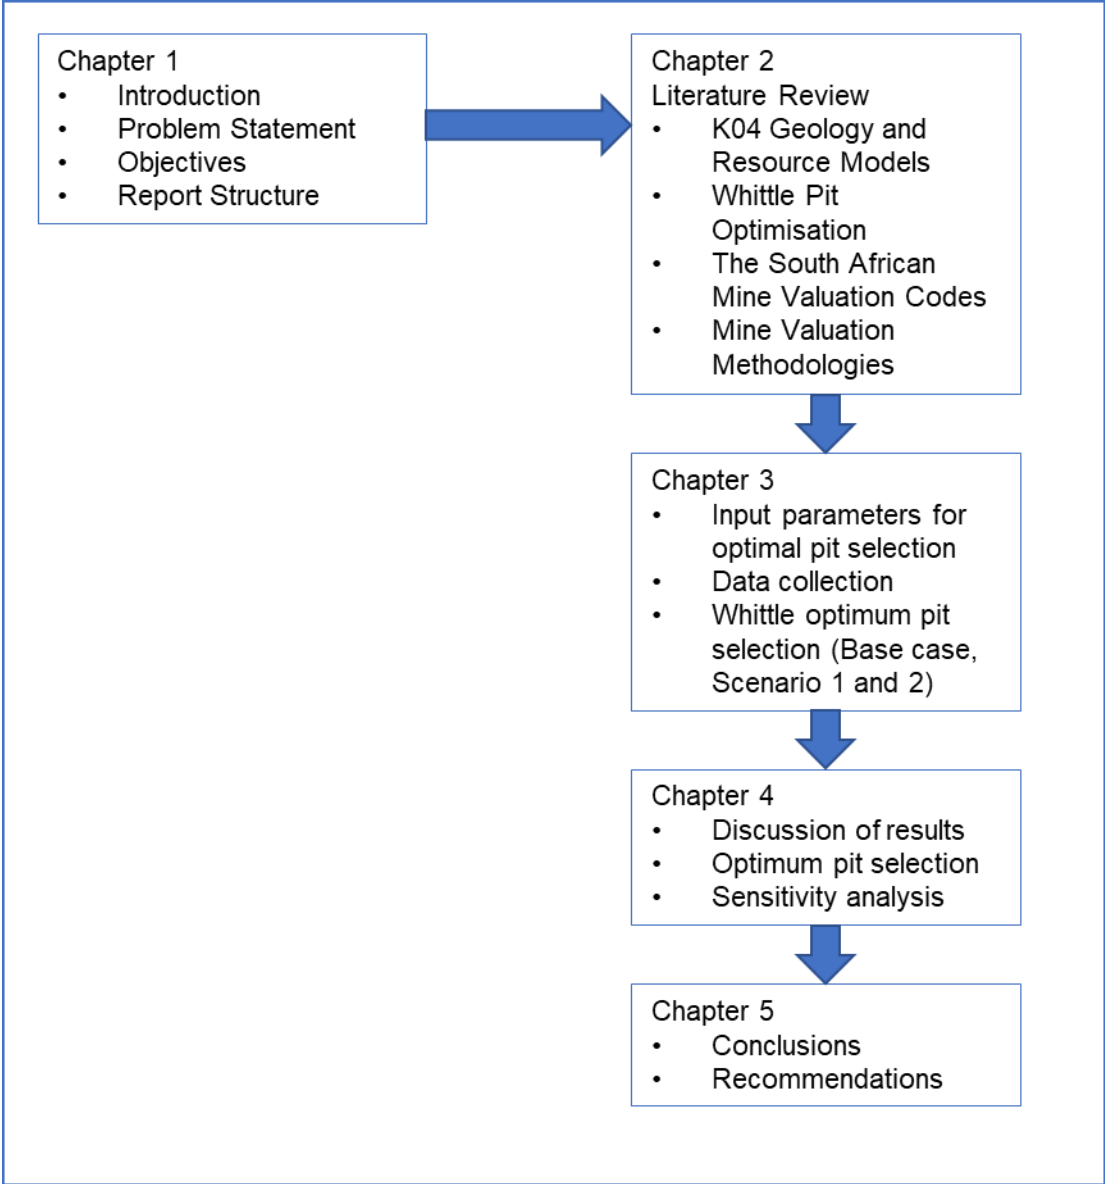 Chapter 1
• Introduction
• Problem Statement
• Objectives
• Report Structure
Chapter 2
Literature Review
• K04 Geology and
Resource Models
• Whittle Pit
Optimisation
• The South African
Mine Valuation Codes
• Mine Valuation
Methodologies
Chapter 3
• Input parameters for
optimal pit selection
• Data collection
• Whittle optimum pit
selection (Base case,
Scenario 1 and 2)
Chapter 4
• Discussion of results
• Optimum pit selection
• Sensitivity analysis
Chapter 5
• Conclusions
• Recommendations